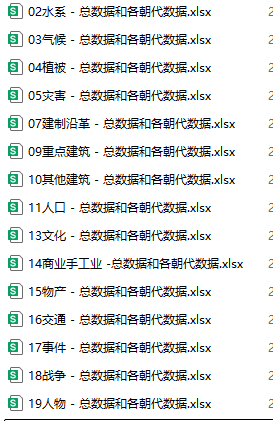 02水系 - 总数据和各朝代数据.xlsx
03气候 - 总数据和各朝代数据.xlsx
04植被 - 总数据和各朝代数据.xlsx
05灾害 - 总数据和各朝代数据.xlsx
07建制沿革 - 总数据和各朝代数据.xlsx
09重点建筑 - 总数据和各朝代数据.xlsx
10其他建筑 - 总数据和各朝代数据.xlsx
11人口 - 总数据和各朝代数据.xlsx
13文化 - 总数据和各朝代数据.xlsx
14商业手工业 -总数据和各朝代数据.xlsx
15物产 - 总数据和各朝代数据.xlsx
16交通 - 总数据和各朝代数据.xlsx
17事件 - 总数据和各朝代数据.xlsx
18战争 - 总数据和各朝代数据.xlsx
19人物 - 总数据和各朝代数据.xlsx